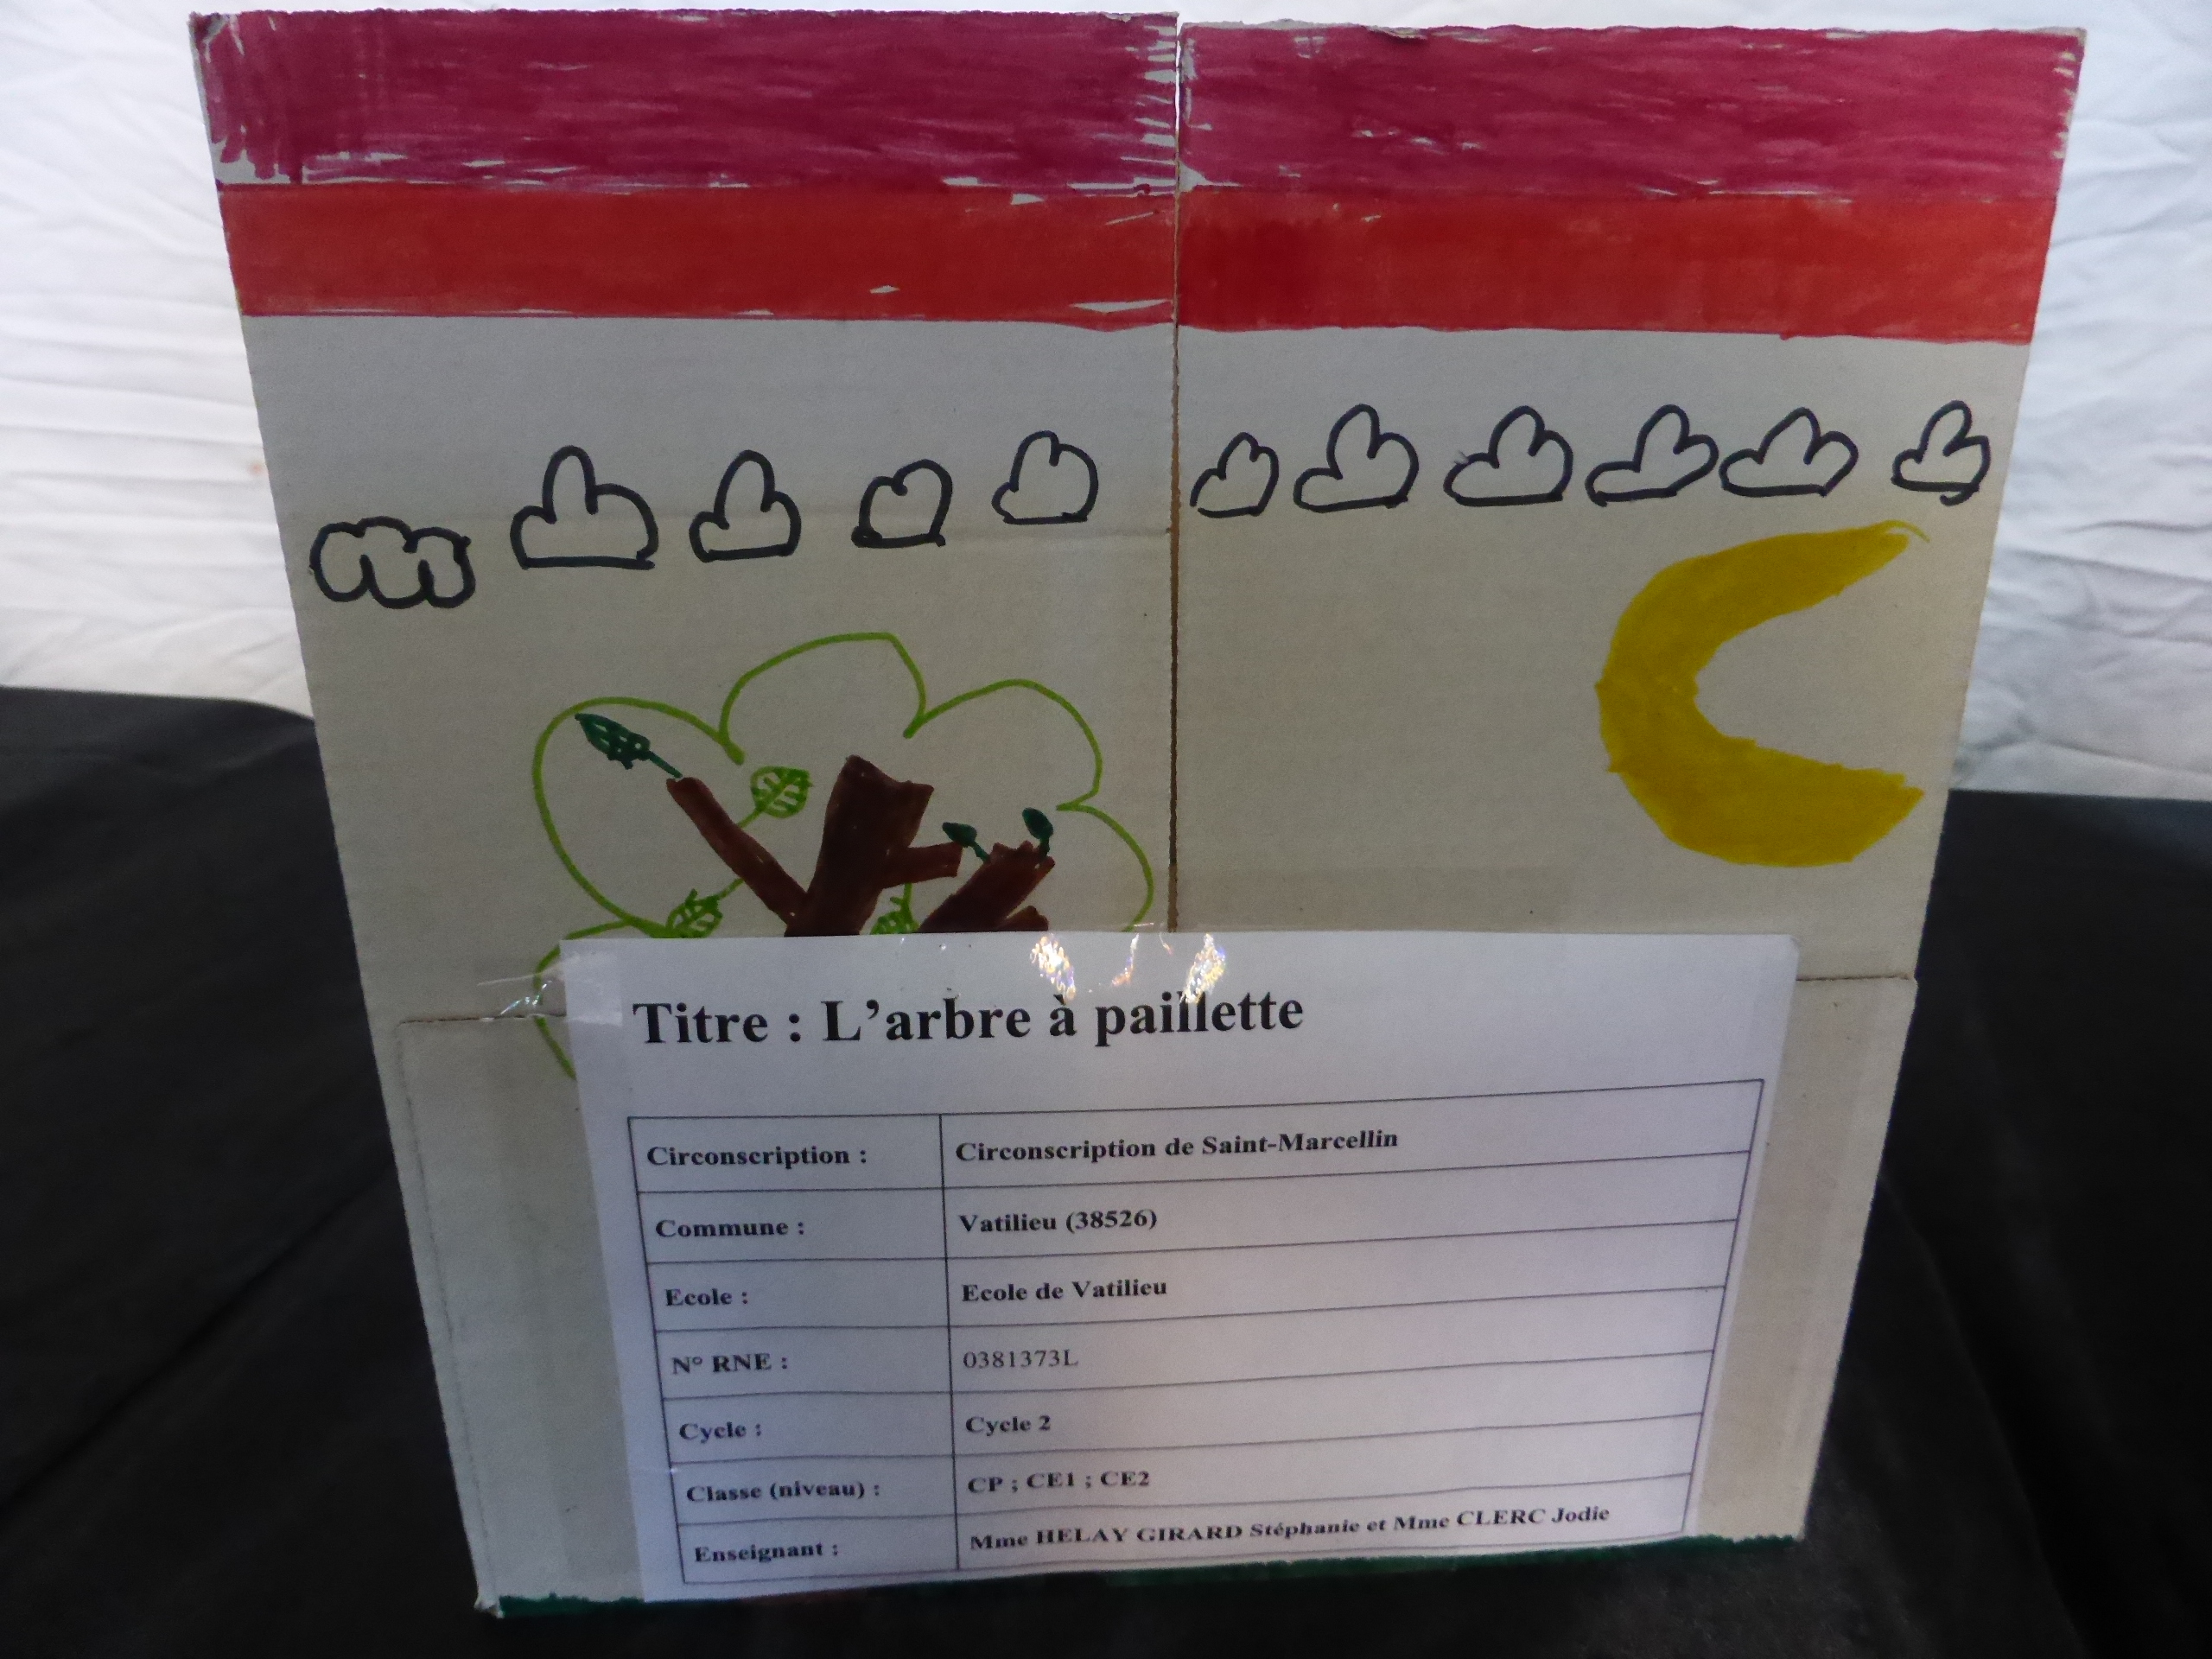 Titre : L'arbre à paillette
Circonscription : Circonscription de Saint-Marcellin
Commune : Vatilieu (38526)
Ecole : Ecole de Vatilieu
N° RNE : 0381373L
Cycle : Cycle 2
Classe (niveau) : CP ; CE1 ; CE2
Enseignant : Mme HELAY GIRARD Stéphanie et Mme CLERC Jodie